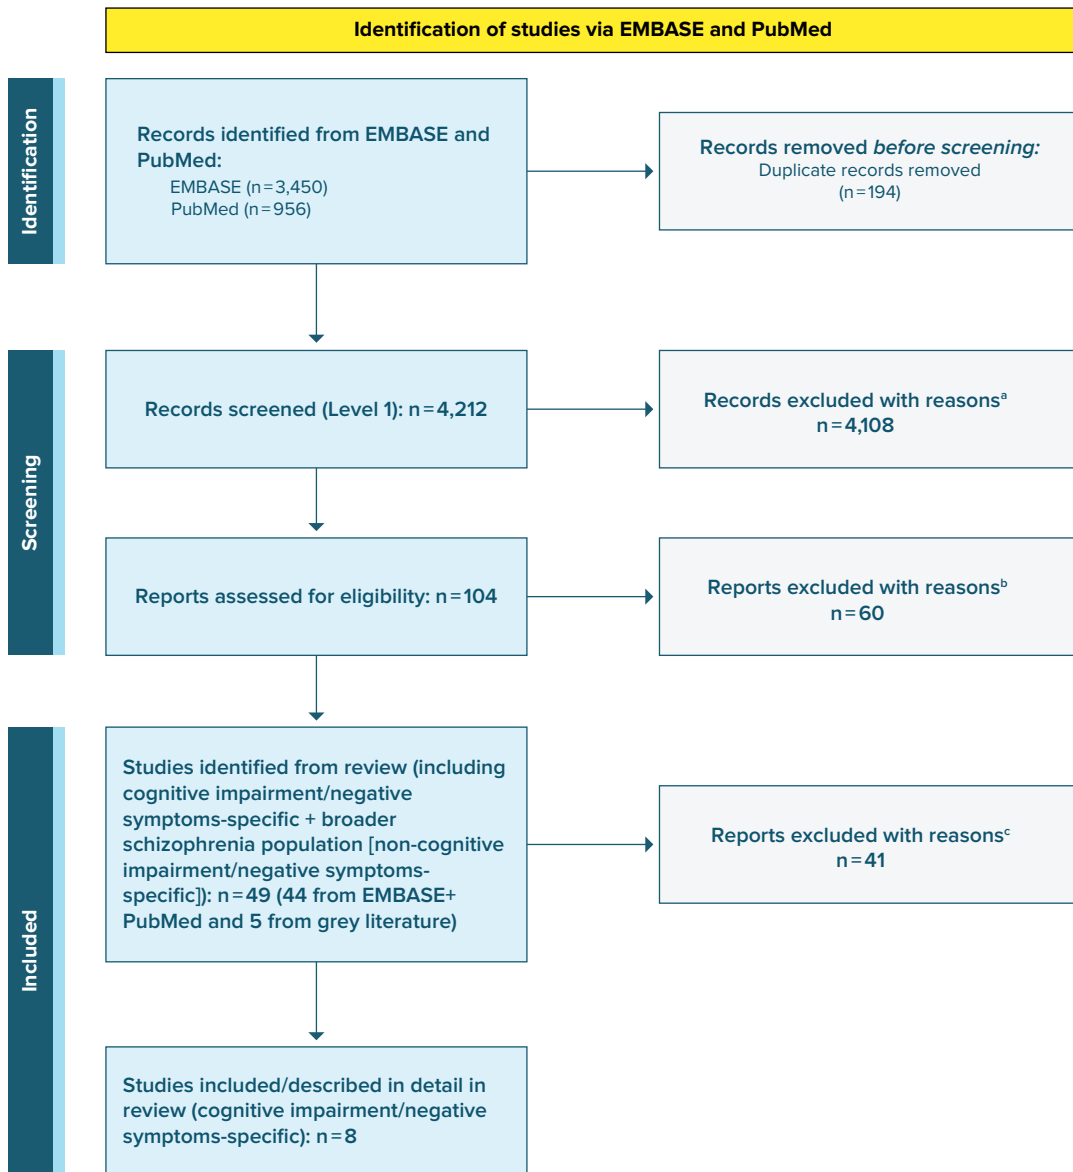 Identification of studies via EMBASE and PubMed
Identification
Records identified from EMBASE and
PubMed:
EMBASE (n=3,450)
PubMed (n=956)
Records removed before screening:
Duplicate records removed
(n=194)
Screening
Records screened (Level 1): n=4,212
Records excluded with reasonsᵃ
n=4,108
Reports assessed for eligibility: n=104
Reports excluded with reasonsᵇ
n=60
Included
Studies identified from review (including
cognitive impairment/negative
symptoms-specific + broader
schizophrenia population [non-cognitive
impairment/negative symptoms-
specific]): n=49 (44 from EMBASE+
PubMed and 5 from grey literature)
Reports excluded with reasonsᶜ
n=41
Studies included/described in detail in
review (cognitive impairment/negative
symptoms-specific): n=8